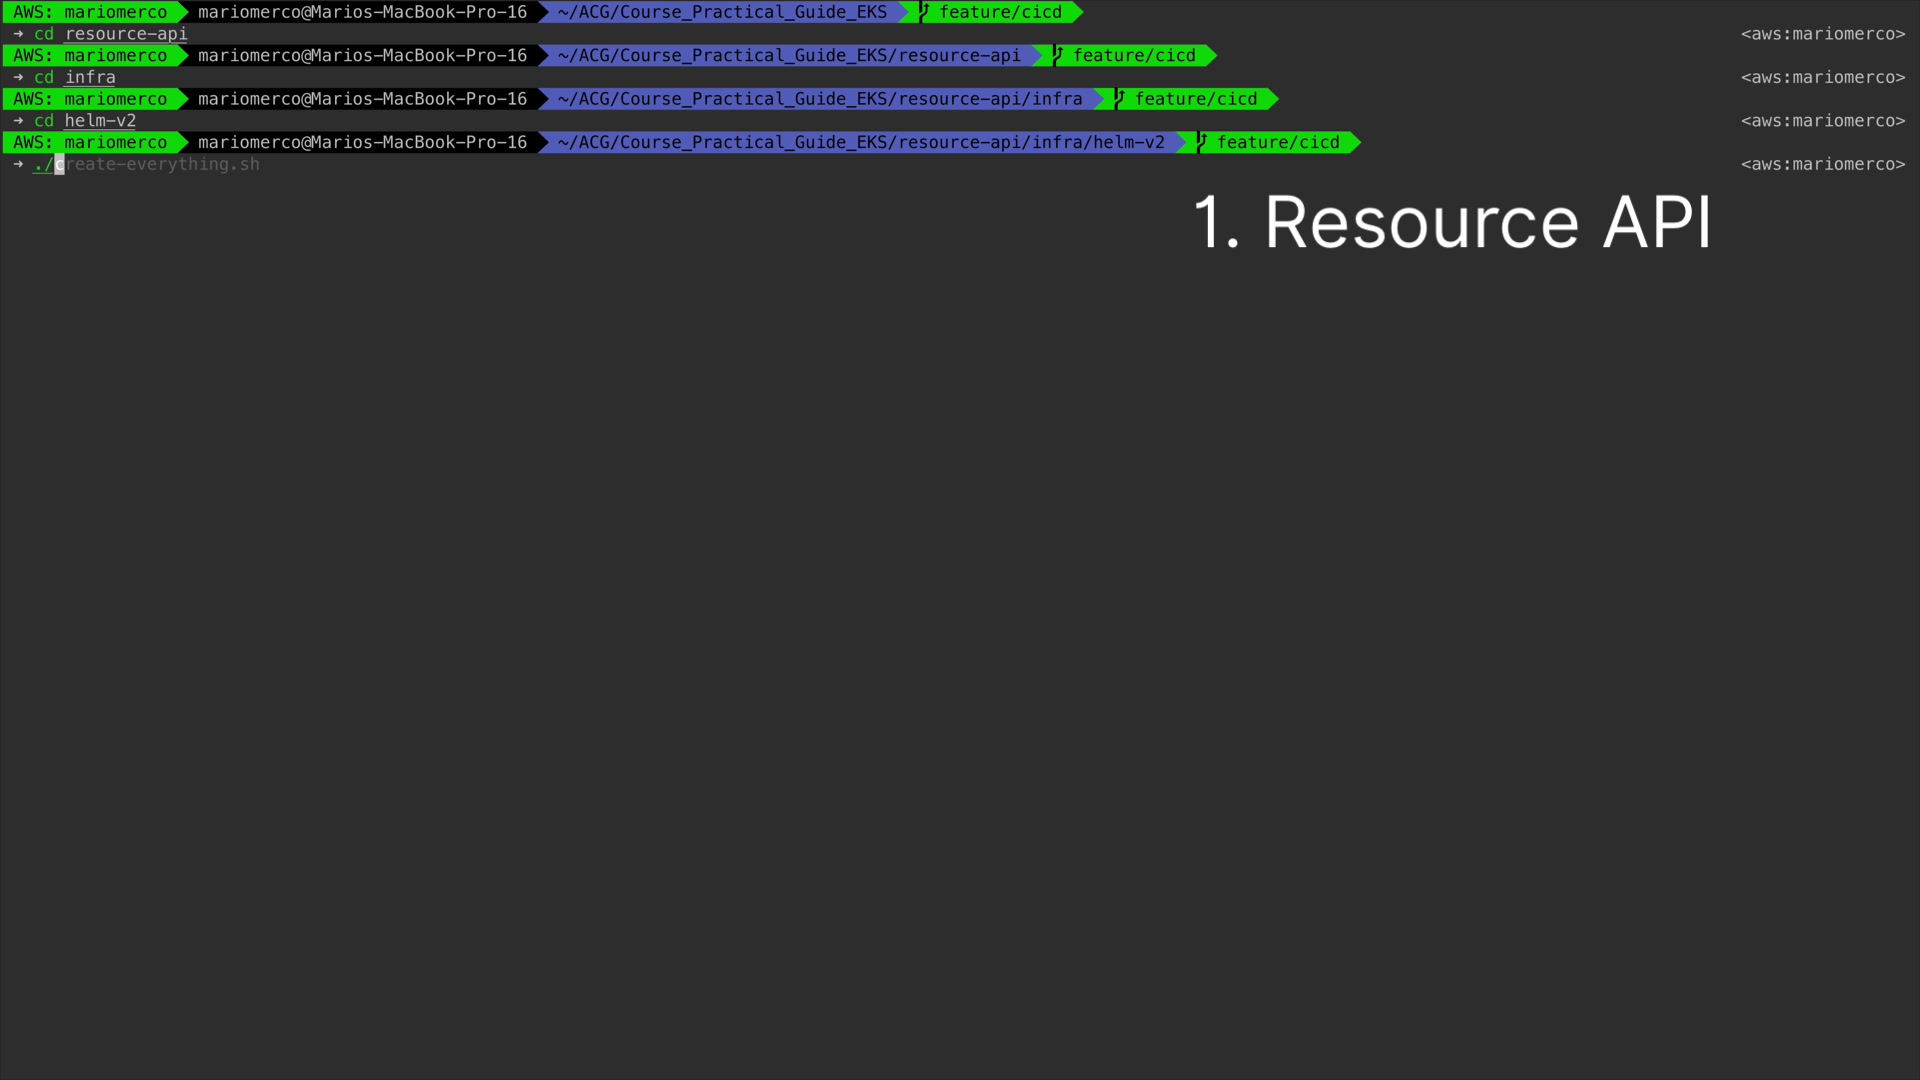 AWS: mariomerco mariomerco@Marios-MacBook-Pro-16 ~/ACG/Course_Practical_Guide_EKS feature/cicd
→ cd resource-api <aws:mariomerco>
AWS: mariomerco mariomerco@Marios-MacBook-Pro-16 ~/ACG/Course_Practical_Guide_EKS/resource-api feature/cicd
→ cd infra <aws:mariomerco>
AWS: mariomerco mariomerco@Marios-MacBook-Pro-16 ~/ACG/Course_Practical_Guide_EKS/resource-api/infra feature/cicd
→ cd helm-v2 <aws:mariomerco>
AWS: mariomerco mariomerco@Marios-MacBook-Pro-16 ~/ACG/Course_Practical_Guide_EKS/resource-api/infra/helm-v2 feature/cicd
→ ./create-everything.sh <aws:mariomerco>
1. Resource API